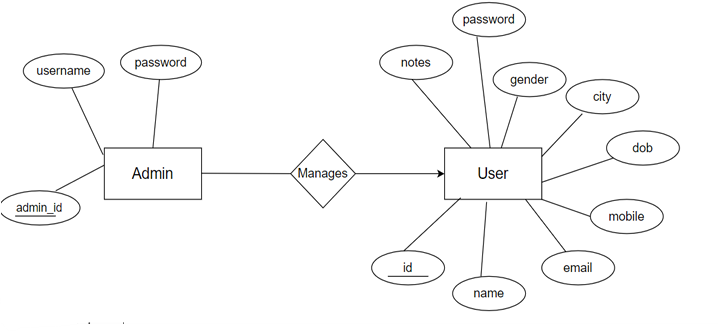 password
username
password
notes
gender
city
Admin
Manages
User
dob
admin_id
mobile
id
email
name